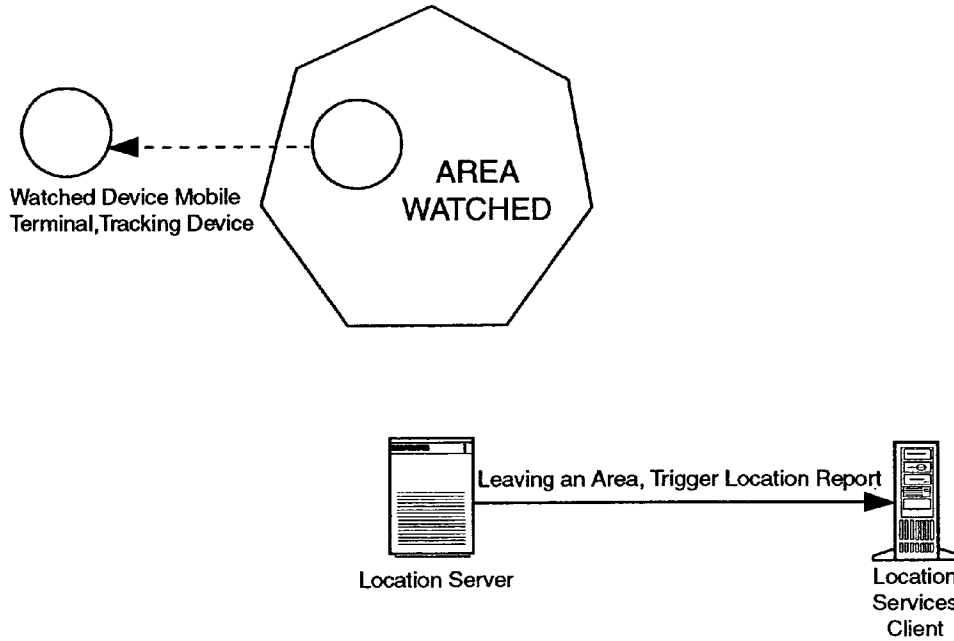 AREA
WATCHED
Watched Device Mobile
Terminal,Tracking Device
Leaving an Area, Trigger Location Report
Location Server
Location
Services
Client